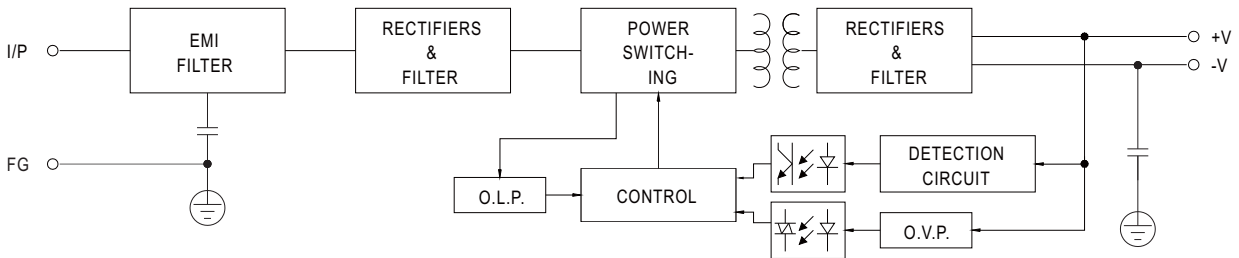 I/P
EMI
FILTER
RECTIFIERS
&
FILTER
POWER
SWITCH-
ING
RECTIFIERS
&
FILTER
+V
-V
FG
O.L.P.
CONTROL
DETECTION
CIRCUIT
O.V.P.